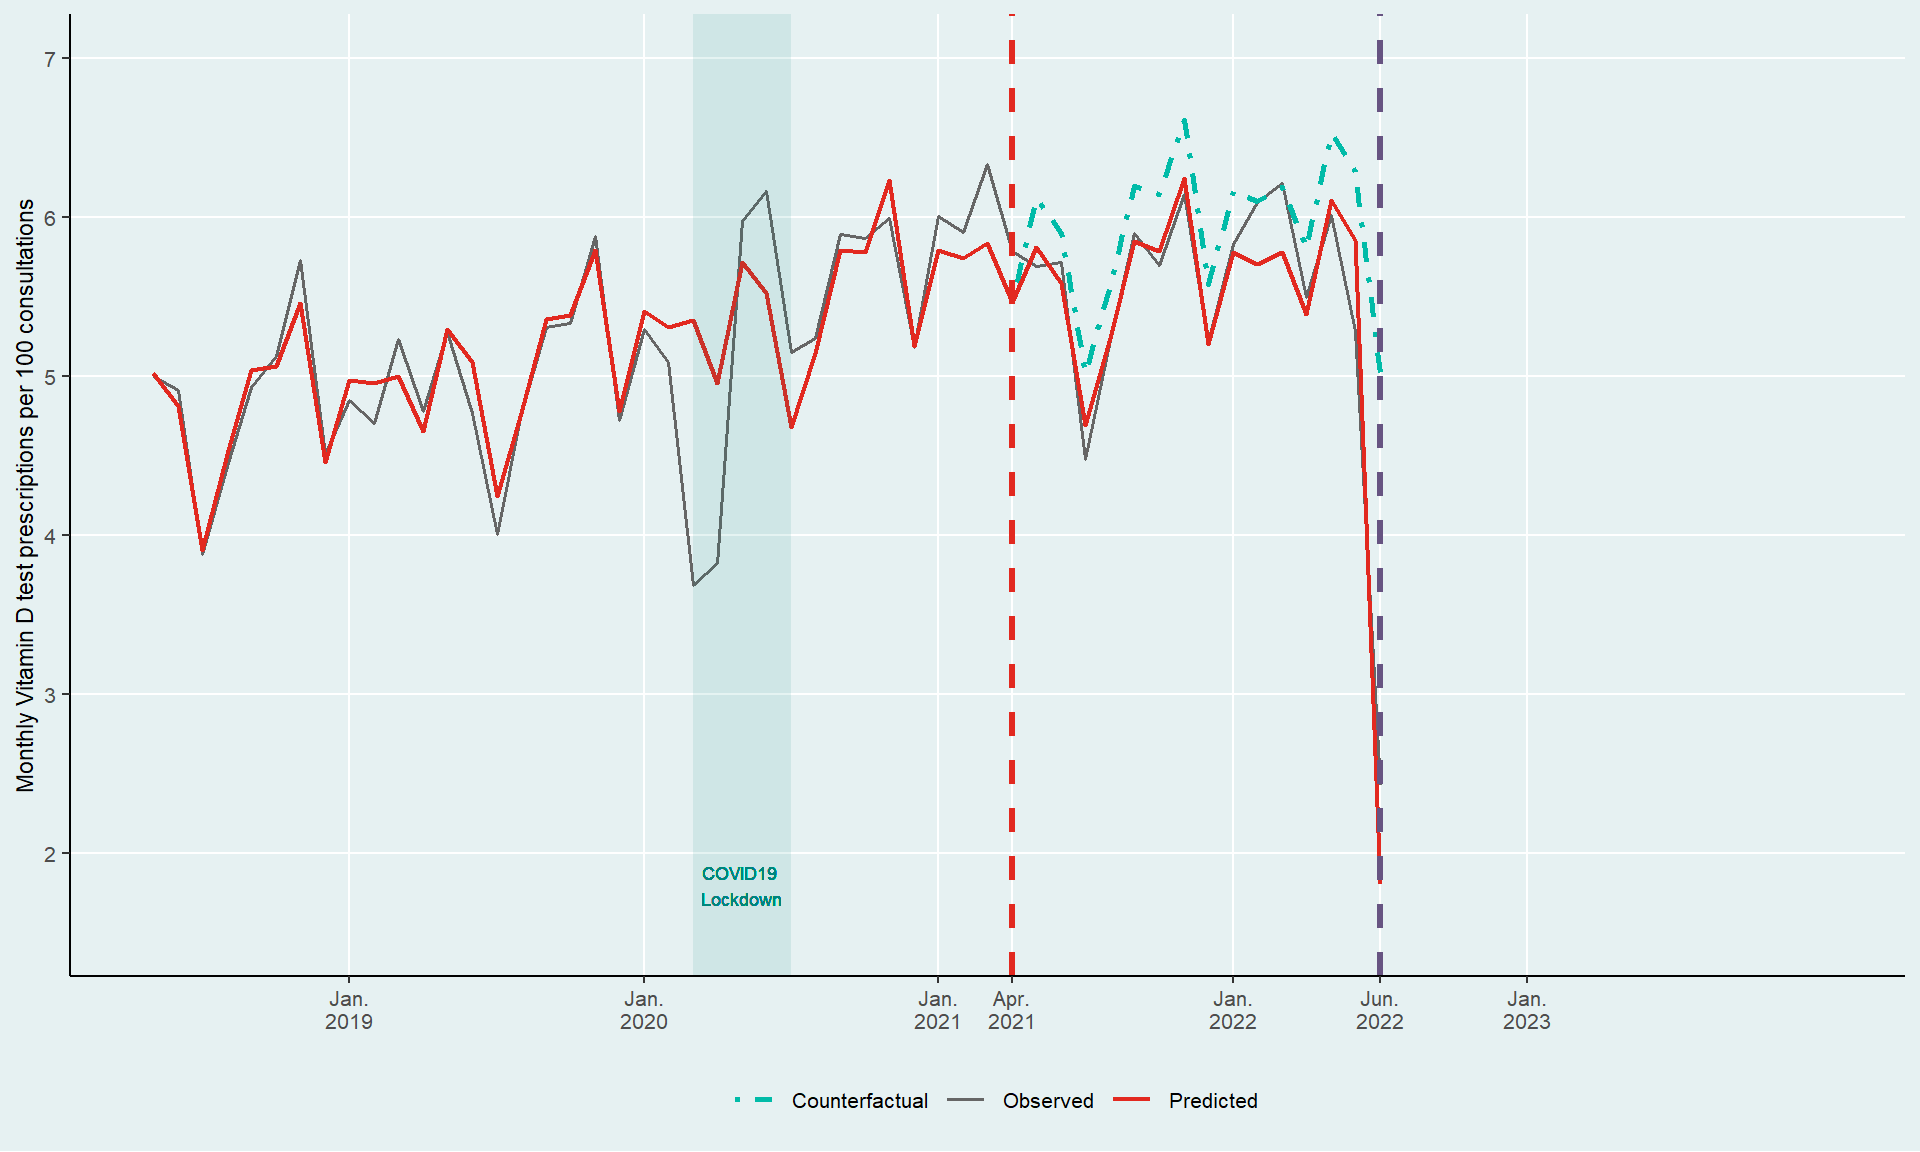 Monthly Vitamin D test prescriptions per 100 consultations
7
6
5
4
3
2
COVID19
Lockdown
Jan.
2019
Jan.
2020
Jan.
2021
Apr.
2021
Jan.
2022
Jun.
2022
Jan.
2023
Counterfactual
Observed
Predicted